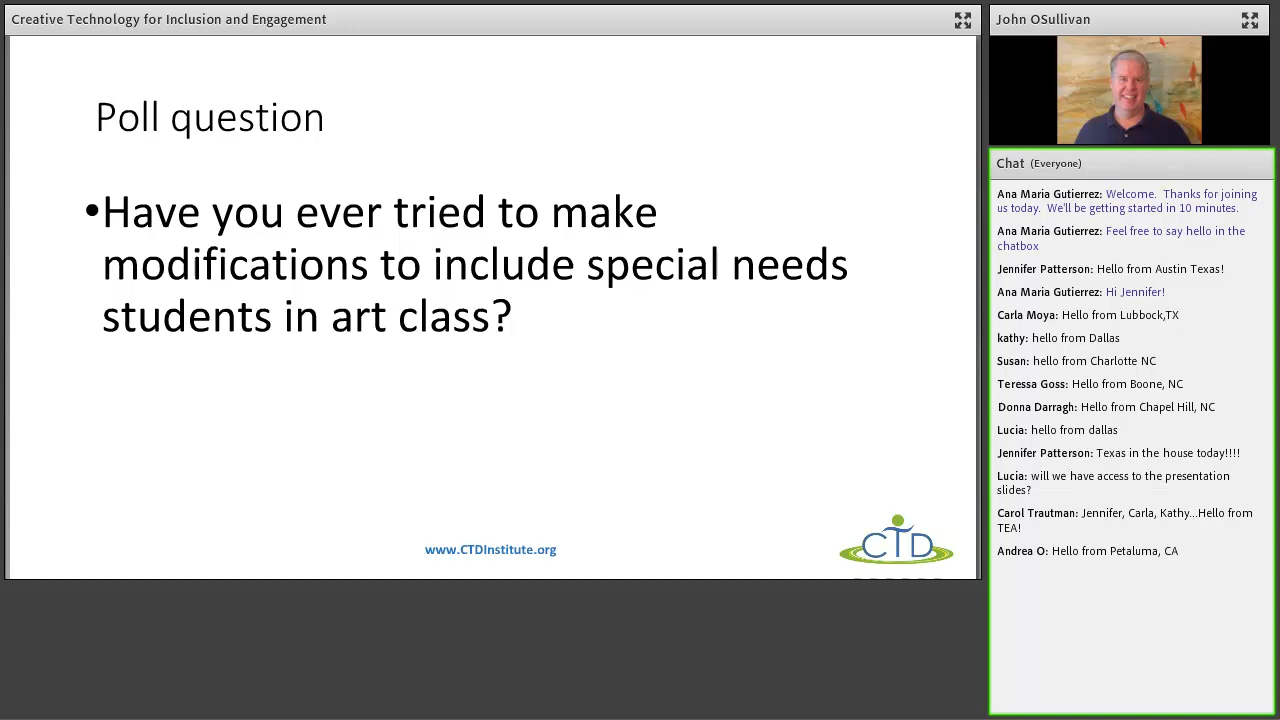 Creative Technology for Inclusion and Engagement
Poll question
•Have you ever tried to make
modifications to include special needs
students in art class?
www.CTDInstitute.org
CTD
John OSullivan
Chat (Everyone)
Ana Maria Gutierrez: Welcome.  Thanks for joining
us today.  We'll be getting started in 10 minutes.
Ana Maria Gutierrez: Feel free to say hello in the
chatbox
Jennifer Patterson: Hello from Austin Texas!
Ana Maria Gutierrez: Hi Jennifer!
Carla Moya: Hello from Lubbock,TX
kathy: hello from Dallas
Susan: hello from Charlotte NC
Teressa Goss: Hello from Boone, NC
Donna Darragh: Hello from Chapel Hill, NC
Lucia: hello from dallas
Jennifer Patterson: Texas in the house today!!!!
Lucia: will we have access to the presentation
slides?
Carol Trautman: Jennifer, Carla, Kathy...Hello from
TEA!
Andrea O: Hello from Petaluma, CA